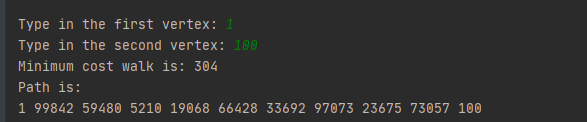 Type in the first vertex: 1
Type in the second vertex: 100
Minimum cost walk is: 304
Path is:
1 99842 59480 5210 19068 66428 33692 97073 23675 73057 100